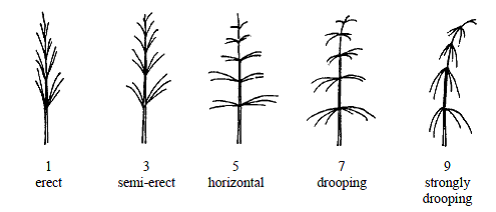 1 3 5 7 9
erect semi-erect horizontal drooping strongly
drooping